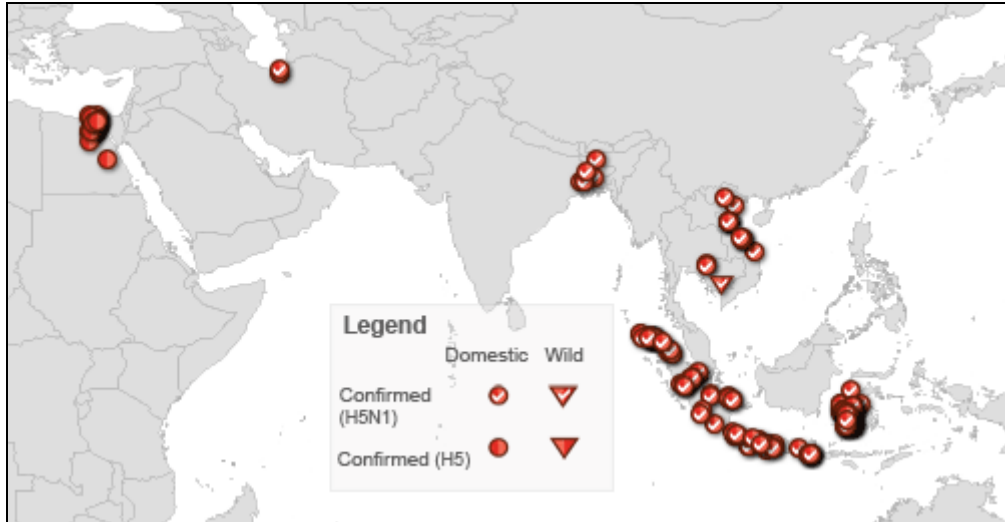 Legend
Domestic Wild
Confirmed
(H5N1)
Confirmed (H5)